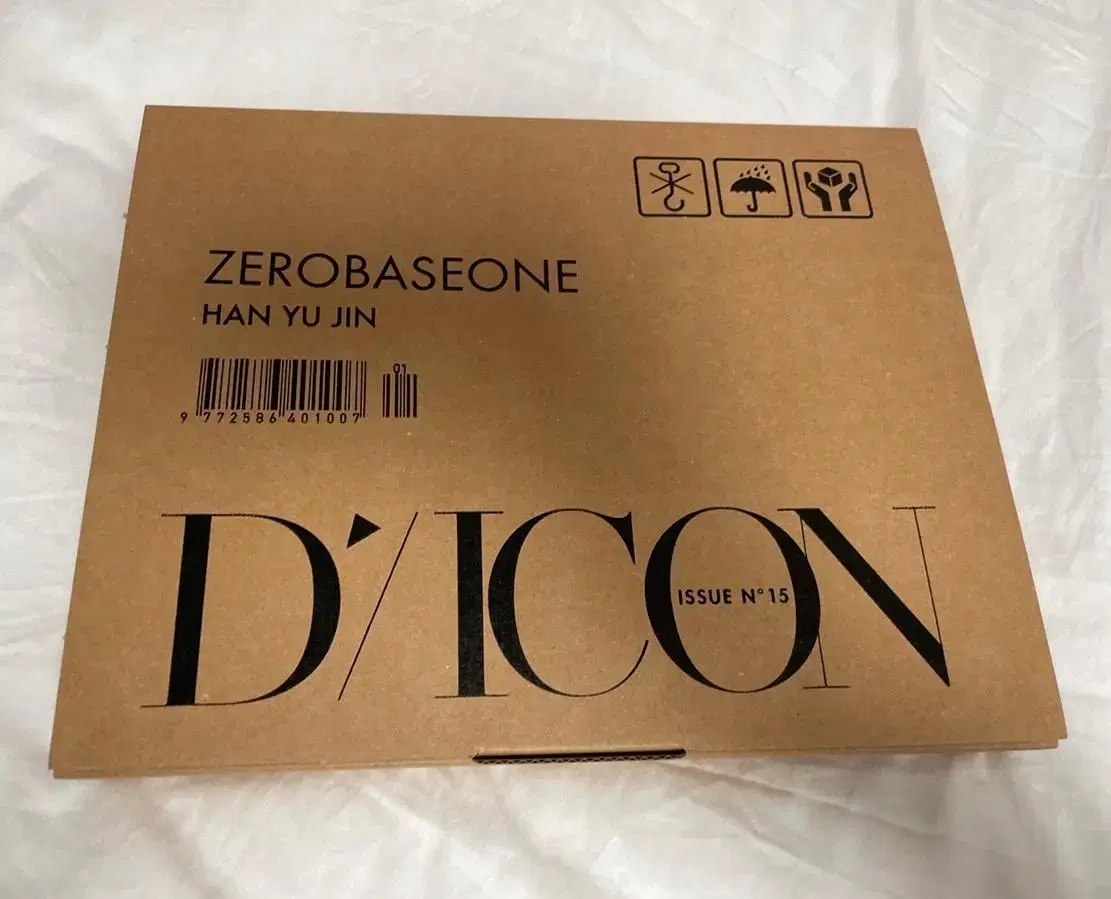 ZEROBASEONE
HAN YU JIN
01
9 772586 401007
D'/ICON
ISSUE N°15